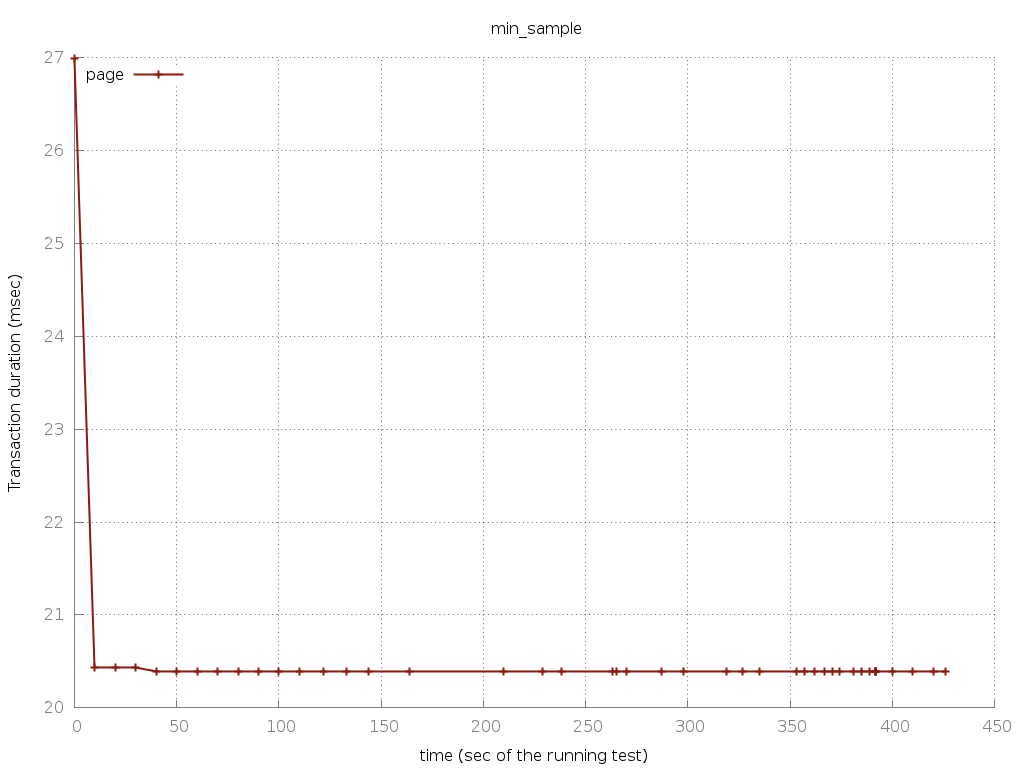 min_sample
page
27
26
25
24
23
22
21
20
Transaction duration (msec)
0 50 100 150 200 250 300 350 400 450
time (sec of the running test)